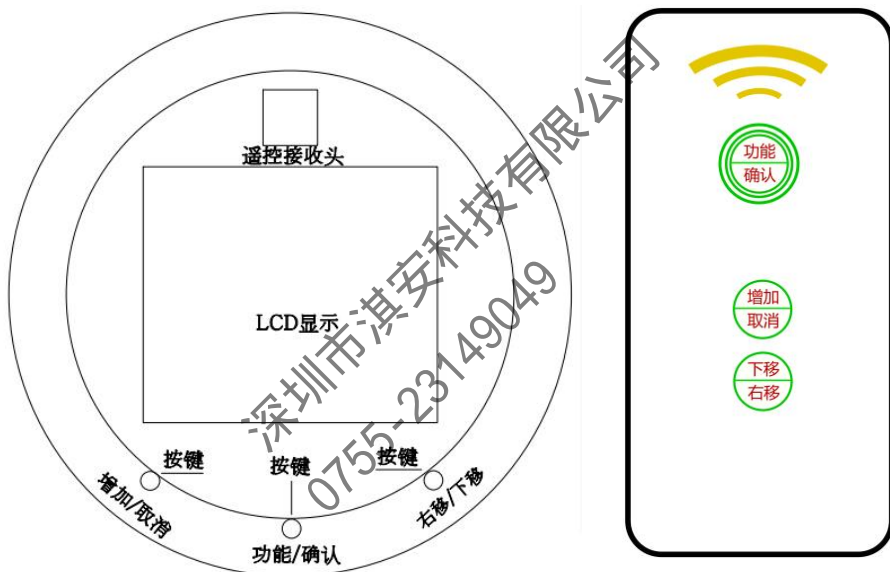 遥控接收头
LCD显示
按键
按键
按键
增加/取消
功能/确认
右移/下移
功能
确认
增加
取消
下移
右移
深圳市淇安科技有限公司
0755-23149049